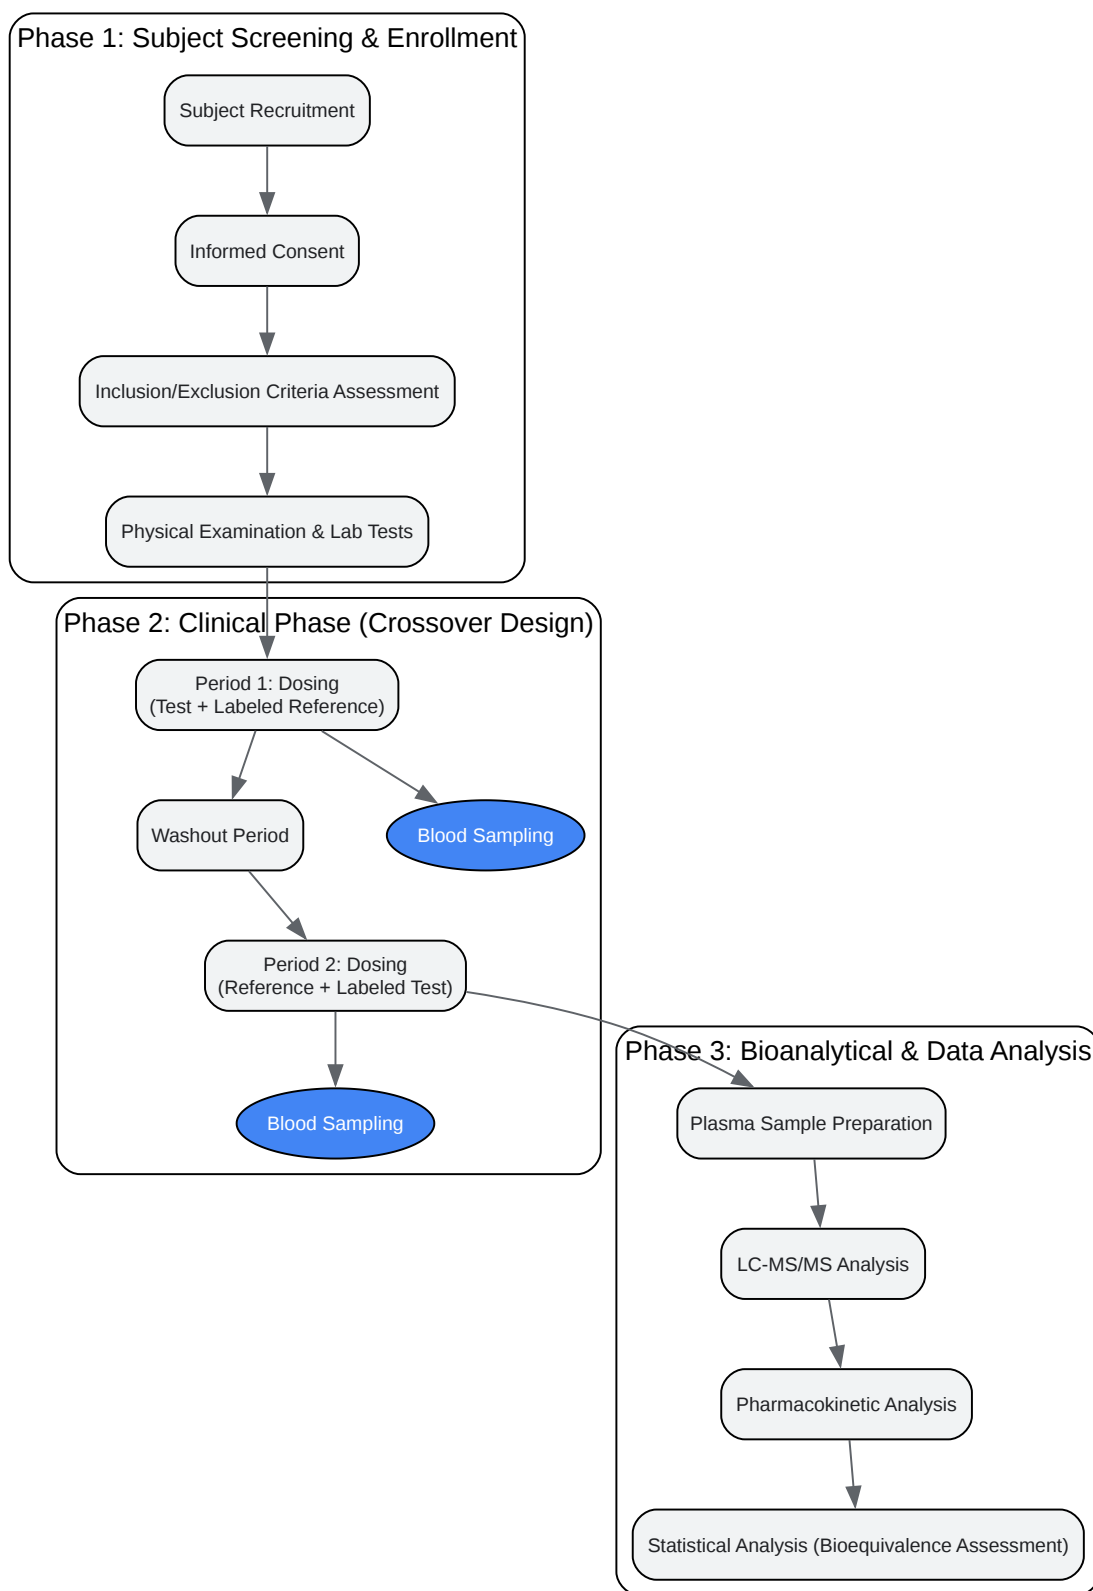 Phase 1: Subject Screening & Enrollment
Subject Recruitment
Informed Consent
Inclusion/Exclusion Criteria Assessment
Physical Examination & Lab Tests
Phase 2: Clinical Phase (Crossover Design)
Period 1: Dosing
(Test + Labeled Reference)
Washout Period
Blood Sampling
Period 2: Dosing
(Reference + Labeled Test)
Blood Sampling
Phase 3: Bioanalytical & Data Analysis
Plasma Sample Preparation
LC-MS/MS Analysis
Pharmacokinetic Analysis
Statistical Analysis (Bioequivalence Assessment)